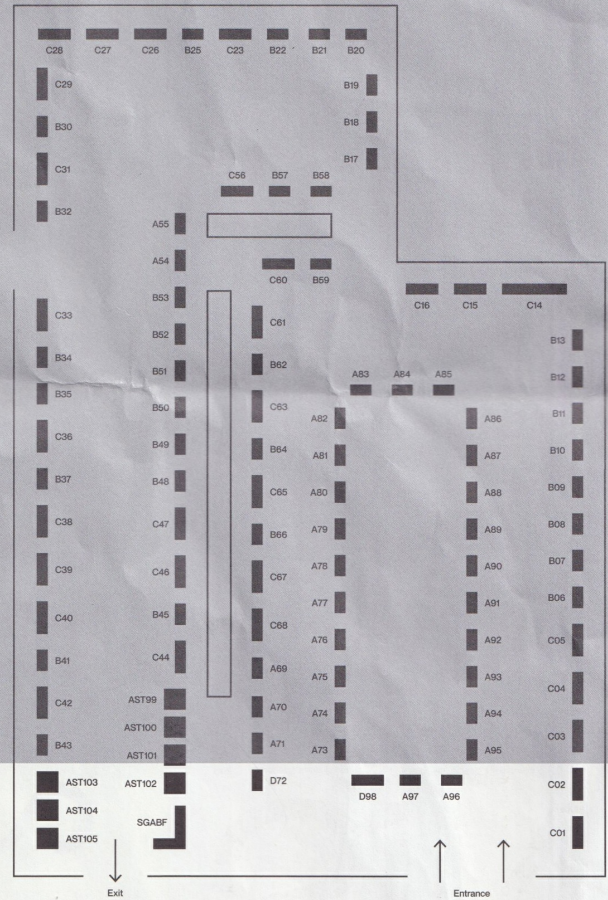 C28 C27 C26 B25 C23 B22 B21 B20
C29 B19
B30 B18
C31 B17
C56 B57 B58
B32
A55
A54
C60 B59
B53
C16 C15 C14
C33 C61
B52 B13
B34 B51 B62 A83 A84 A85 B12
B35 B50 C63 B11
A82 A86
C36 B49 B64 B10
A81 A87
B37 B48 C65 A80 A88 B09
C38 C47 B66 A79 A89 B08
C39 C46 C67 A78 A90 B07
A77 A91 B06
C40 B45 C68 A76 A92 C05
B41 C44 A69 A75 A93 C04
C42 AST99 A70 A74 A94
AST100 C03
B43 AST101 A71 A73 A95
AST103 AST102 D72 D98 A97 A96 C02
AST104 SGABF
AST105 C01
Exit Entrance